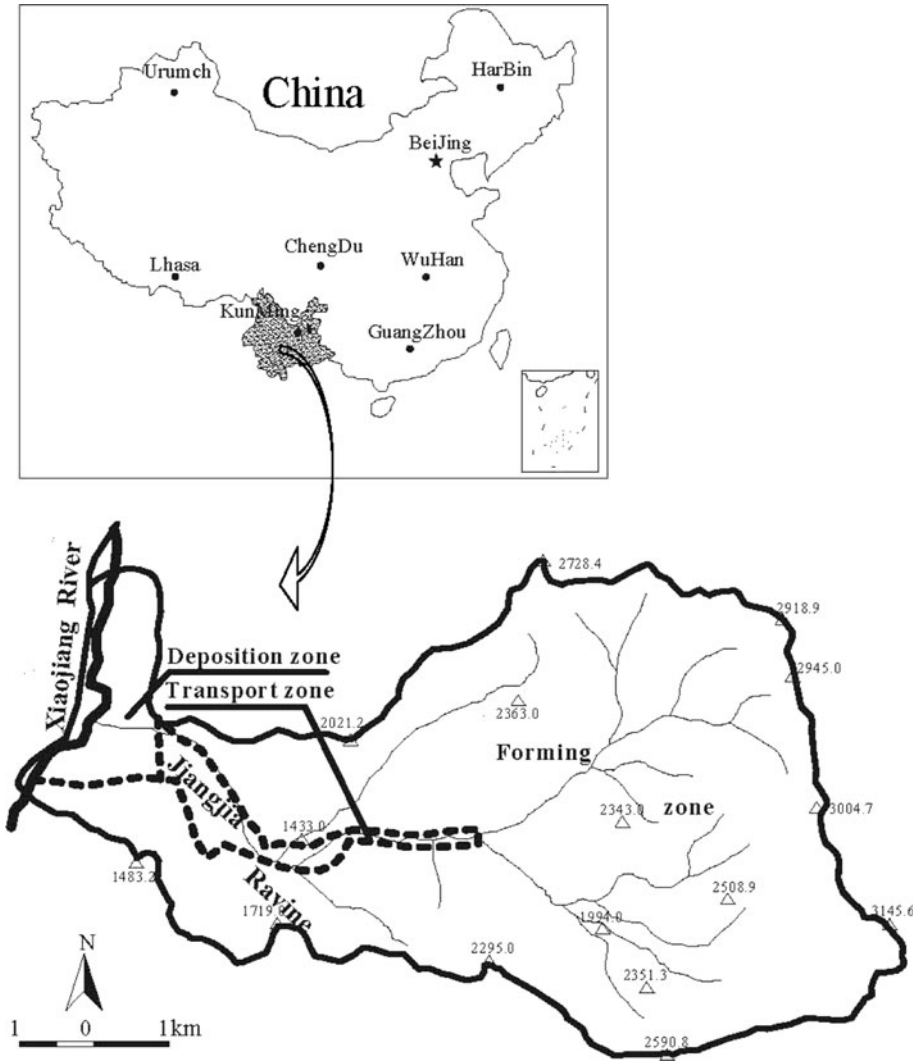 Urumch
HarBin
China
BeiJing
ChengDu
Lhasa
WuHan
KunMing
GuangZhou
Xiaojiang River
2728.4
2918.9
Deposition zone
2945.0
Transport zone
2363.0
2021.2
Forming
Jiangjia
zone
2343.0
3004.7
1433.0
1483.2
Ravine
2508.9
1719
1994.0
3145.6
N
2295.0
2351.3
1 0 1km
2590.8